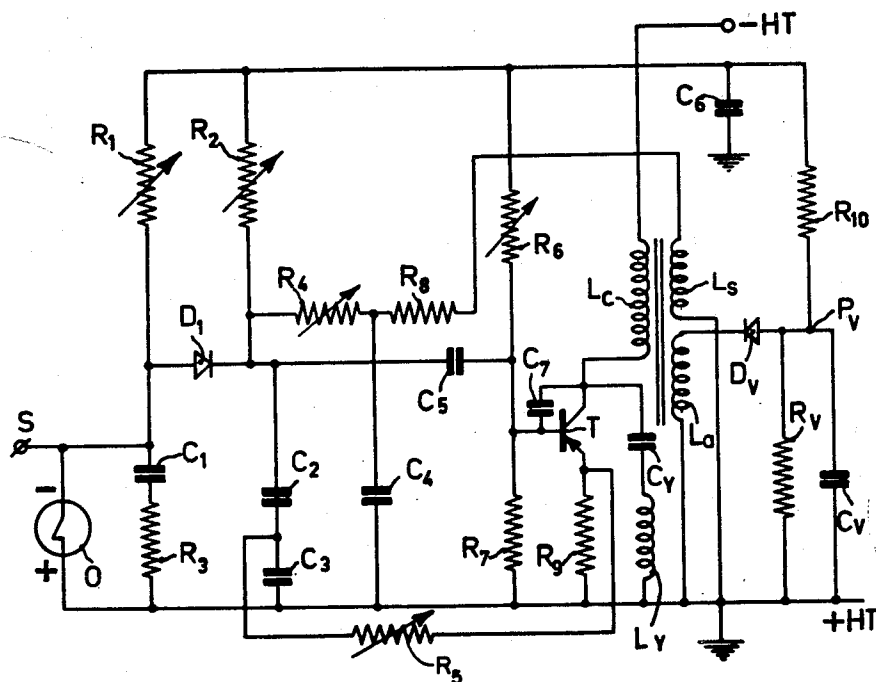 −HT
C6
R1
R2
R10
R6
R4
R8
LC
LS
PV
D1
DV
C5
C7
T
La
RV
S
C1
C2
C4
CY
CV
−
O
+
R3
C3
R7
R9
LY
+HT
R5